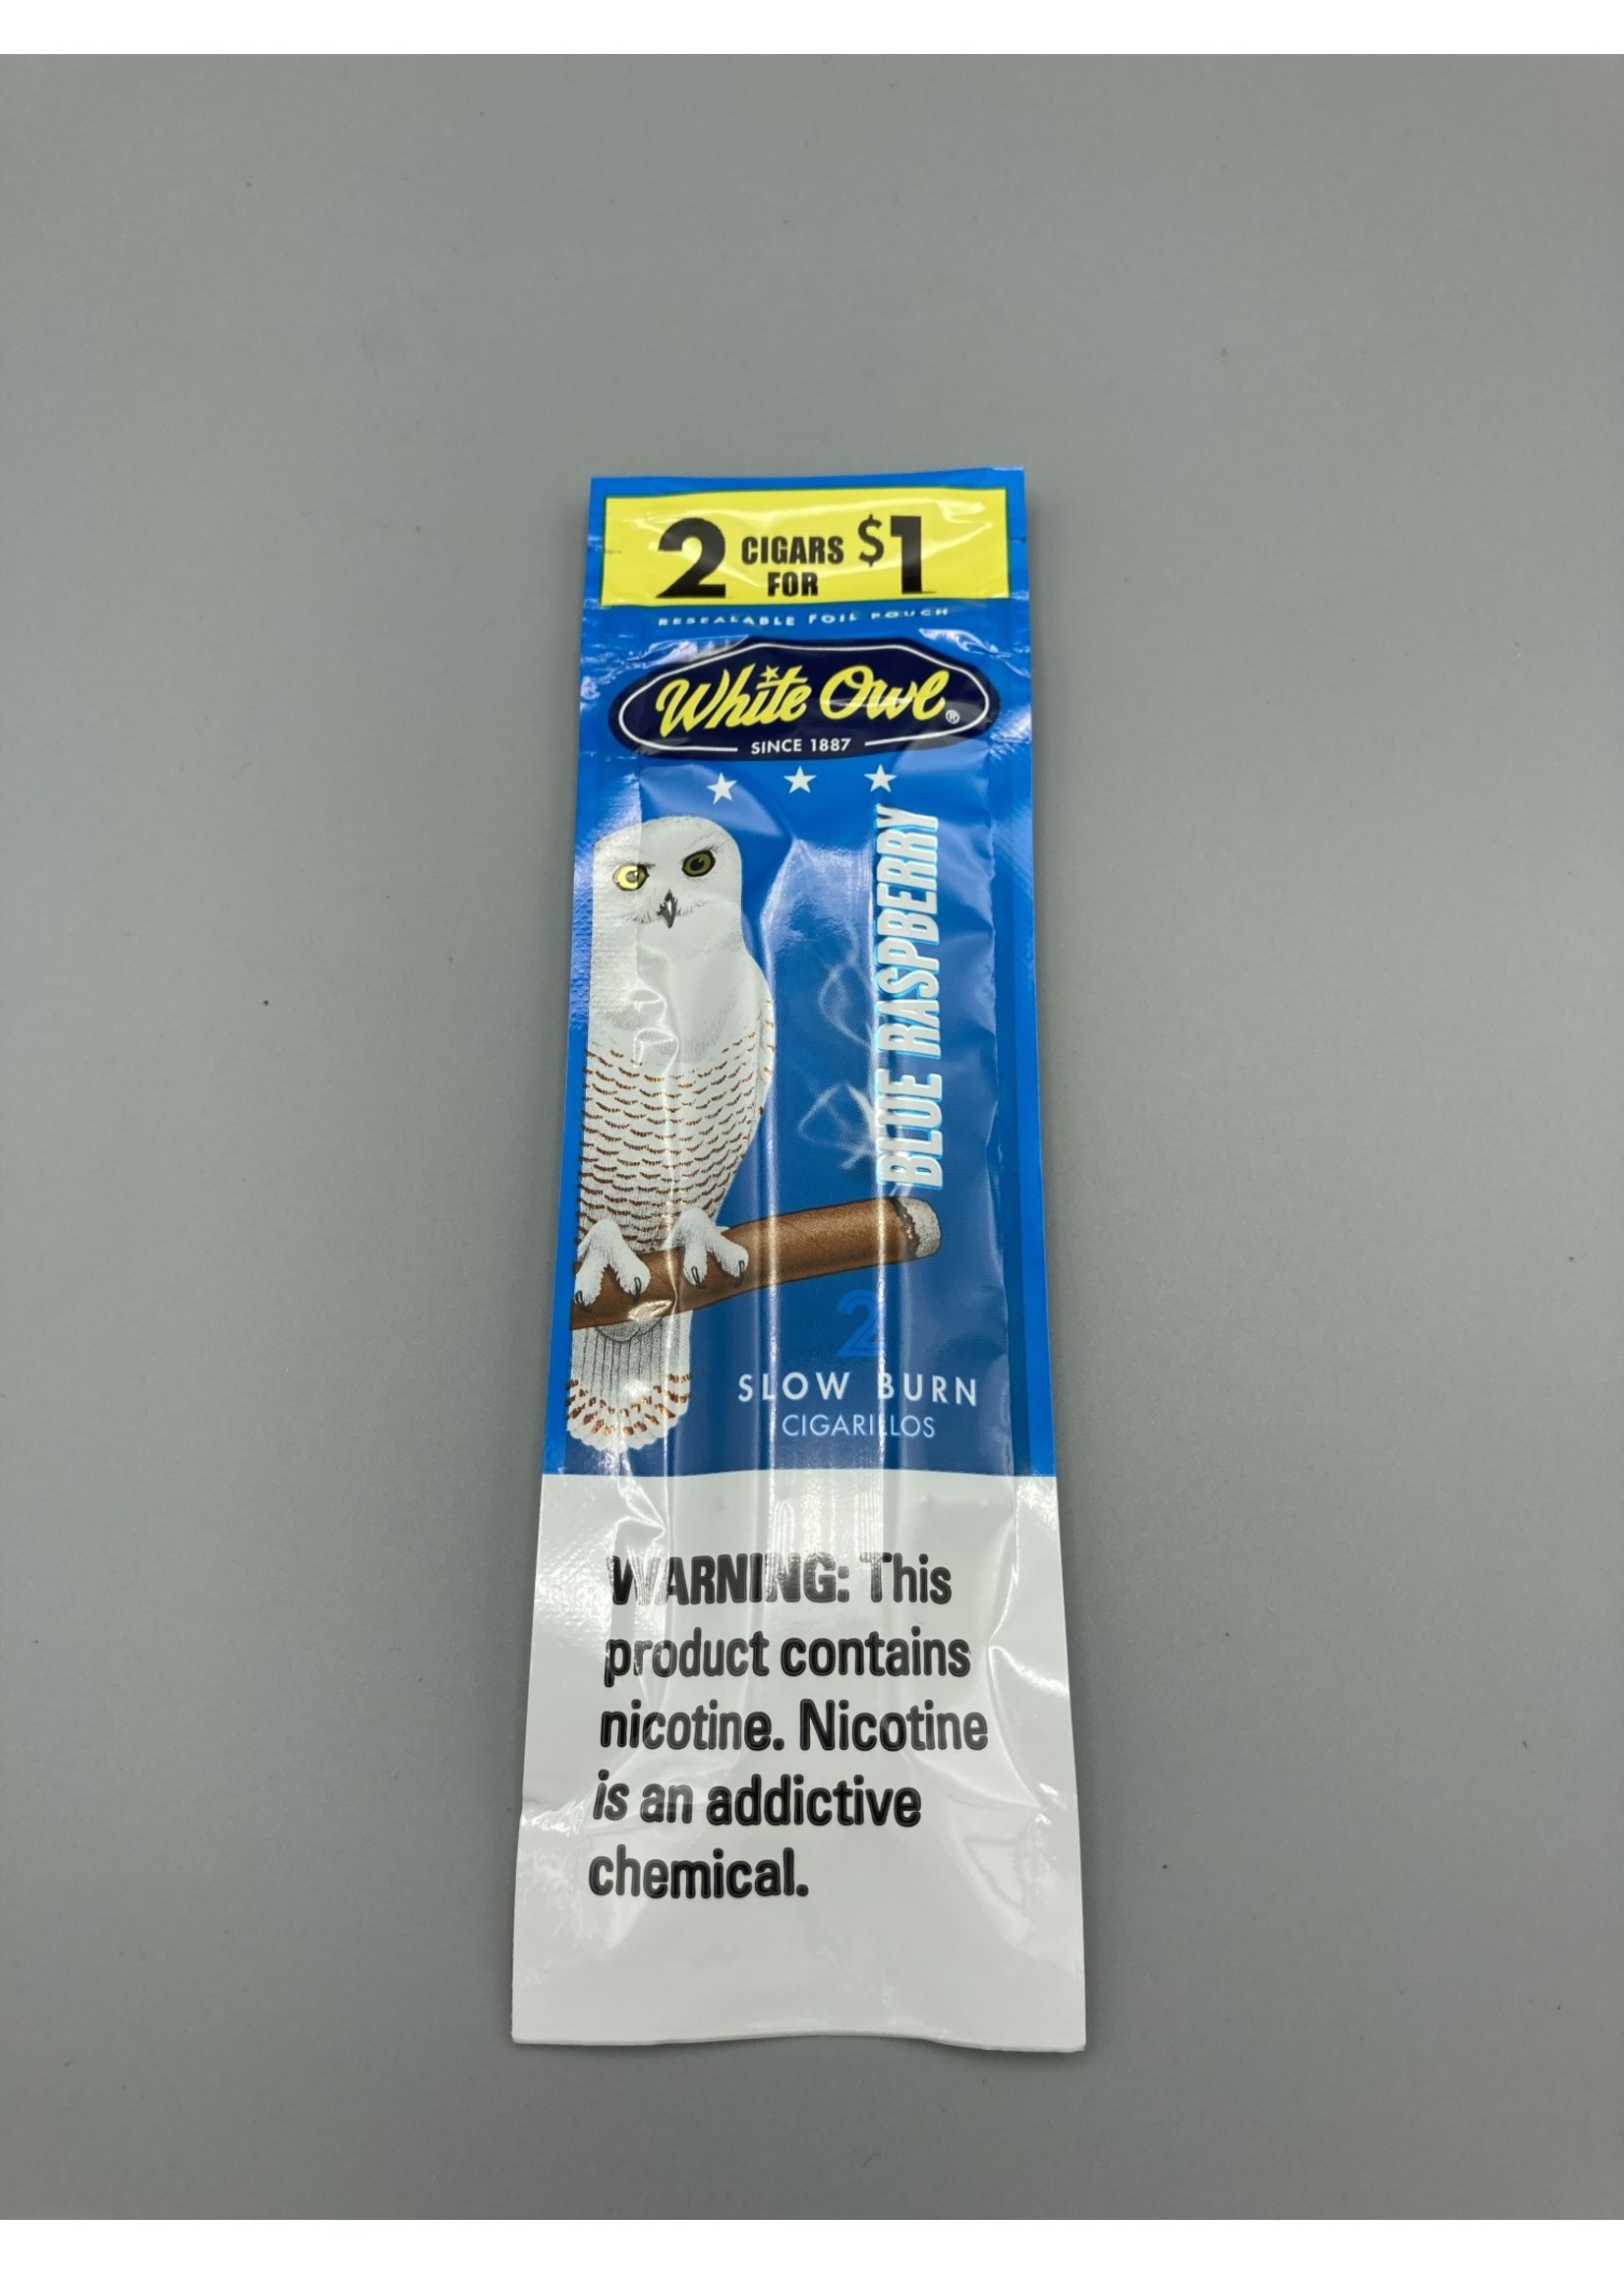 2 CIGARS FOR $1
RESEALABLE FOIL POUCH
White Owl®
SINCE 1887
BLUE RASPBERRY
2
SLOW BURN
CIGARILLOS
WARNING: This
product contains
nicotine. Nicotine
is an addictive
chemical.